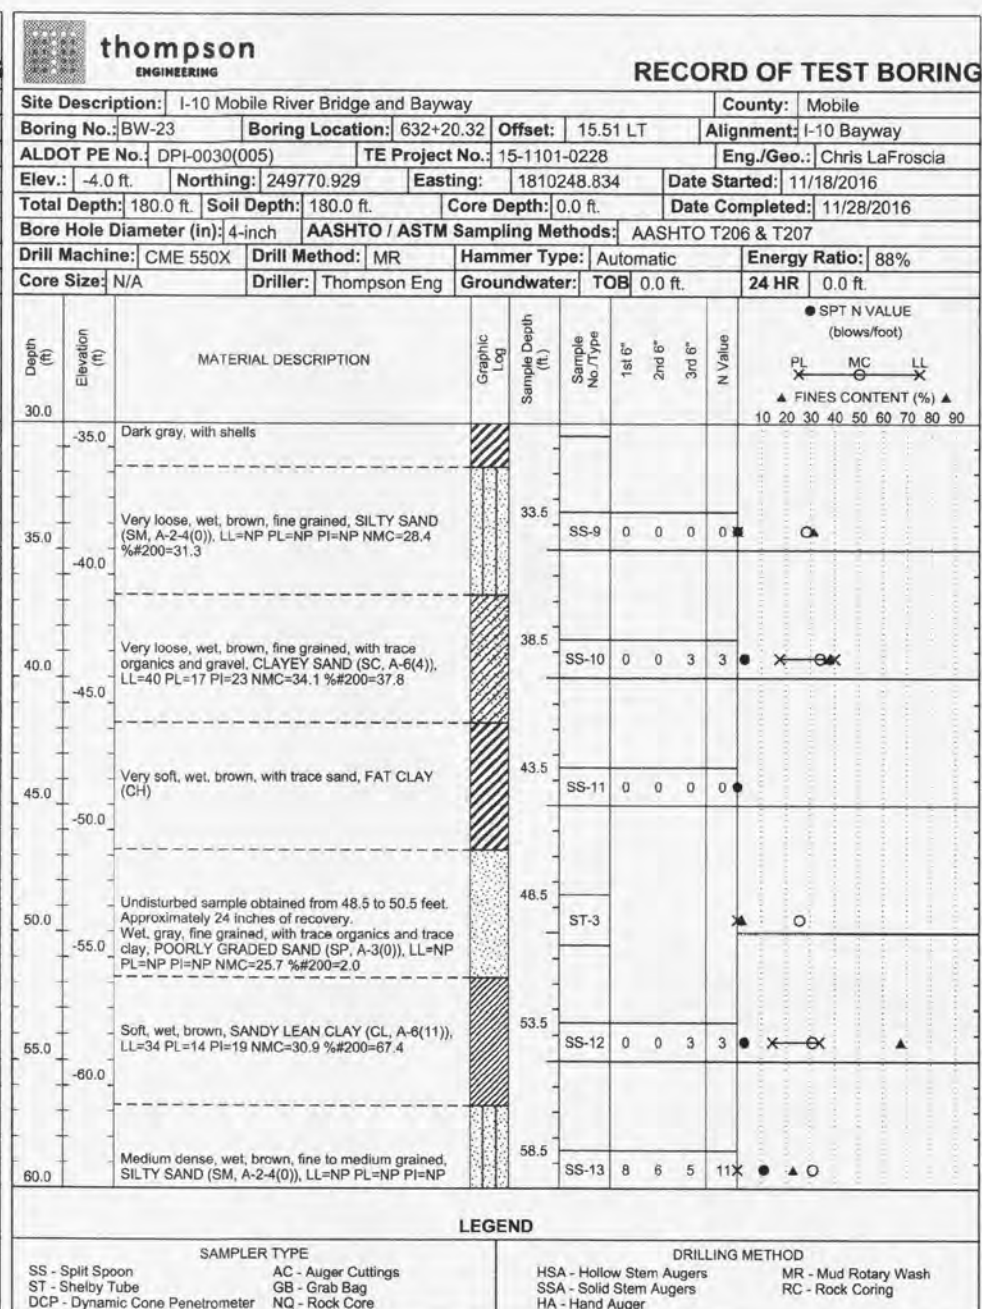 thompson
ENGINEERING
RECORD OF TEST BORING
Site Description: I-10 Mobile River Bridge and Bayway County: Mobile
Boring No.: BW-23 Boring Location: 632+20.32 Offset: 15.51 LT Alignment: I-10 Bayway
ALDOT PE No. DPI-0030(005) TE Project No.: 15-1101-0228 Eng./Geo.: Chris LaFroscia
Elev.: -4.0 ft. Northing: 249770.929 Easting: 1810248.834 Date Started: 11/18/2016
Total Depth: 180.0 ft. Soil Depth: 180.0 ft. Core Depth: 0.0 ft. Date Completed: 11/28/2016
Bore Hole Diameter (in): 4-inch AASHTO / ASTM Sampling Methods: AASHTO T206 & T207
Drill Machine: CME 550X Drill Method: MR Hammer Type: Automatic Energy Ratio: 88%
Core Size: N/A Driller: Thompson Eng Groundwater: TOB 0.0 ft. 24 HR 0.0 ft.
Depth (ft) Elevation (ft) MATERIAL DESCRIPTION Graphic Log Sample Depth (ft.) Sample No./Type 1st 6" 2nd 6" 3rd 6" N Value
● SPT N VALUE
(blows/foot)
PL MC LL
▲ FINES CONTENT (%) ▲
10 20 30 40 50 60 70 80 90
30.0
-35.0 Dark gray, with shells
33.5
Very loose, wet, brown, fine grained, SILTY SAND
35.0 (SM, A-2-4(0)), LL=NP PL=NP PI=NP NMC=28.4 SS-9 0 0 0 0
%#200=31.3
-40.0
38.5
Very loose, wet, brown, fine grained, with trace
40.0 organics and gravel, CLAYEY SAND (SC, A-6(4)), SS-10 0 0 3 3
LL=40 PL=17 PI=23 NMC=34.1 %#200=37.8
-45.0
43.5
Very soft, wet, brown, with trace sand, FAT CLAY
45.0 (CH) SS-11 0 0 0 0
-50.0
48.5
Undisturbed sample obtained from 48.5 to 50.5 feet.
50.0 Approximately 24 inches of recovery. ST-3
Wet, gray, fine grained, with trace organics and trace
-55.0 clay, POORLY GRADED SAND (SP, A-3(0)), LL=NP
PL=NP PI=NP NMC=25.7 %#200=2.0
53.5
Soft, wet, brown, SANDY LEAN CLAY (CL, A-6(11)),
55.0 LL=34 PL=14 PI=19 NMC=30.9 %#200=67.4 SS-12 0 0 3 3
-60.0
58.5
Medium dense, wet, brown, fine to medium grained,
60.0 SILTY SAND (SM, A-2-4(0)), LL=NP PL=NP PI=NP SS-13 8 6 5 11
LEGEND
SAMPLER TYPE DRILLING METHOD
SS - Split Spoon AC - Auger Cuttings HSA - Hollow Stem Augers MR - Mud Rotary Wash
ST - Shelby Tube GB - Grab Bag SSA - Solid Stem Augers RC - Rock Coring
DCP - Dynamic Cone Penetrometer NQ - Rock Core HA - Hand Auger